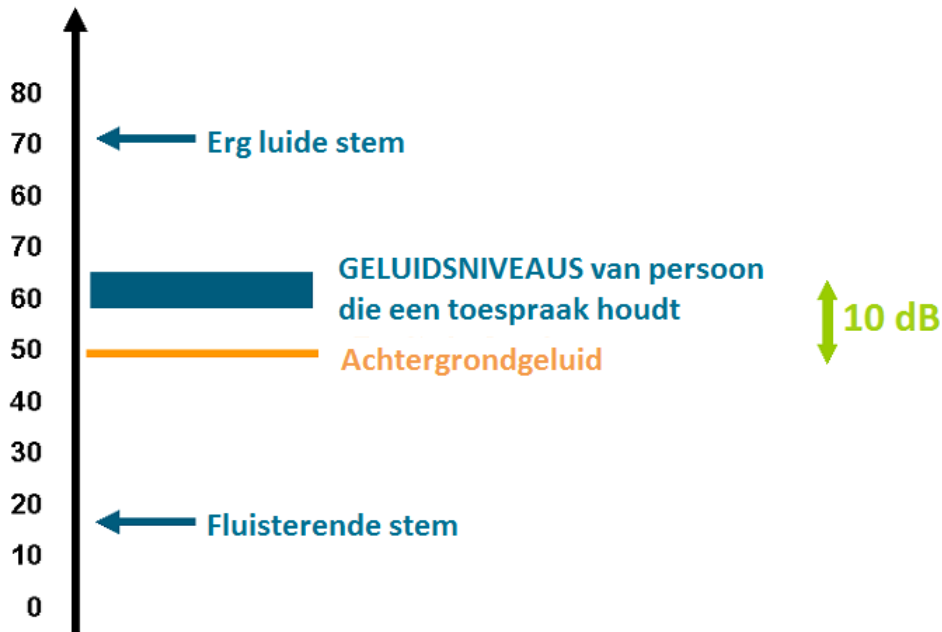 80
70
Erg luide stem
60
70
GELUIDSNIVEAUS van persoon
60
die een toespraak houdt
10 dB
50
Achtergrondgeluid
40
30
20
Fluisterende stem
10
0